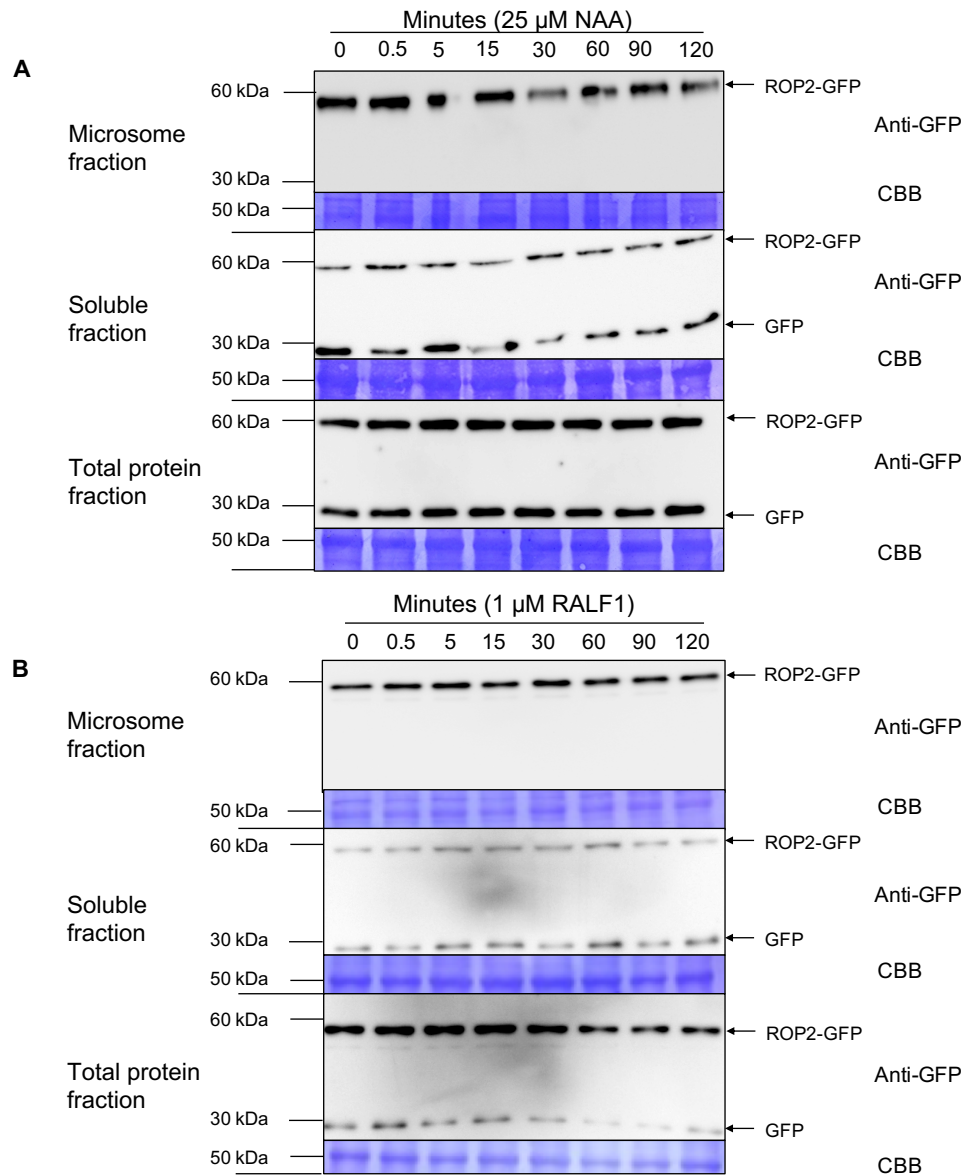 Minutes (25 µM NAA)
0 0.5 5 15 30 60 90 120
A
60 kDa
ROP2-GFP
Microsome
fraction
Anti-GFP
30 kDa
CBB
50 kDa
ROP2-GFP
60 kDa
Anti-GFP
Soluble
fraction
GFP
30 kDa
CBB
50 kDa
60 kDa
ROP2-GFP
Total protein
fraction
Anti-GFP
30 kDa
GFP
50 kDa
CBB
Minutes (1 µM RALF1)
0 0.5 5 15 30 60 90 120
B
60 kDa
ROP2-GFP
Microsome
fraction
Anti-GFP
50 kDa
CBB
60 kDa
ROP2-GFP
Soluble
fraction
Anti-GFP
30 kDa
GFP
50 kDa
CBB
60 kDa
ROP2-GFP
Total protein
fraction
Anti-GFP
30 kDa
GFP
50 kDa
CBB